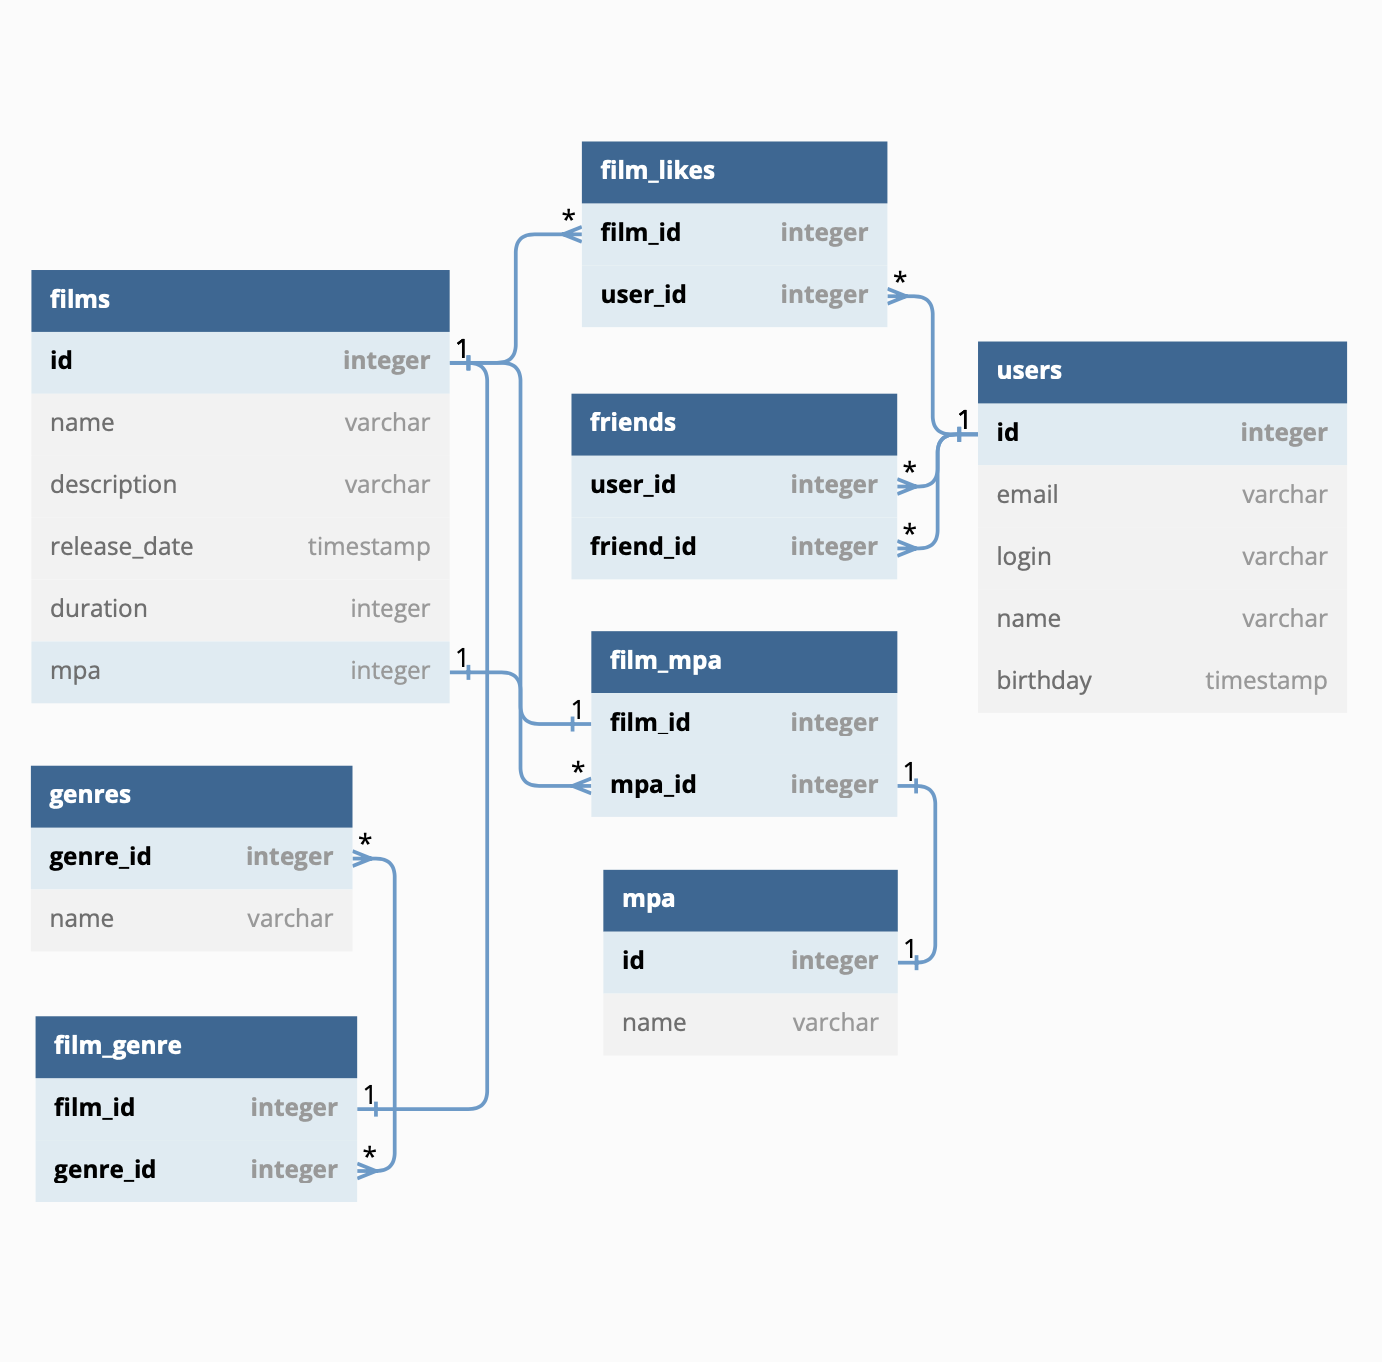 film_likes
*
film_id integer
*
user_id integer
films
1
id integer
name varchar
description varchar
release_date timestamp
duration integer
1
mpa integer
users
1
id integer
email varchar
login varchar
name varchar
birthday timestamp
friends
*
user_id integer
*
friend_id integer
film_mpa
1
film_id integer
* 1
mpa_id integer
genres
*
genre_id integer
name varchar
mpa
1
id integer
name varchar
film_genre
1
film_id integer
*
genre_id integer